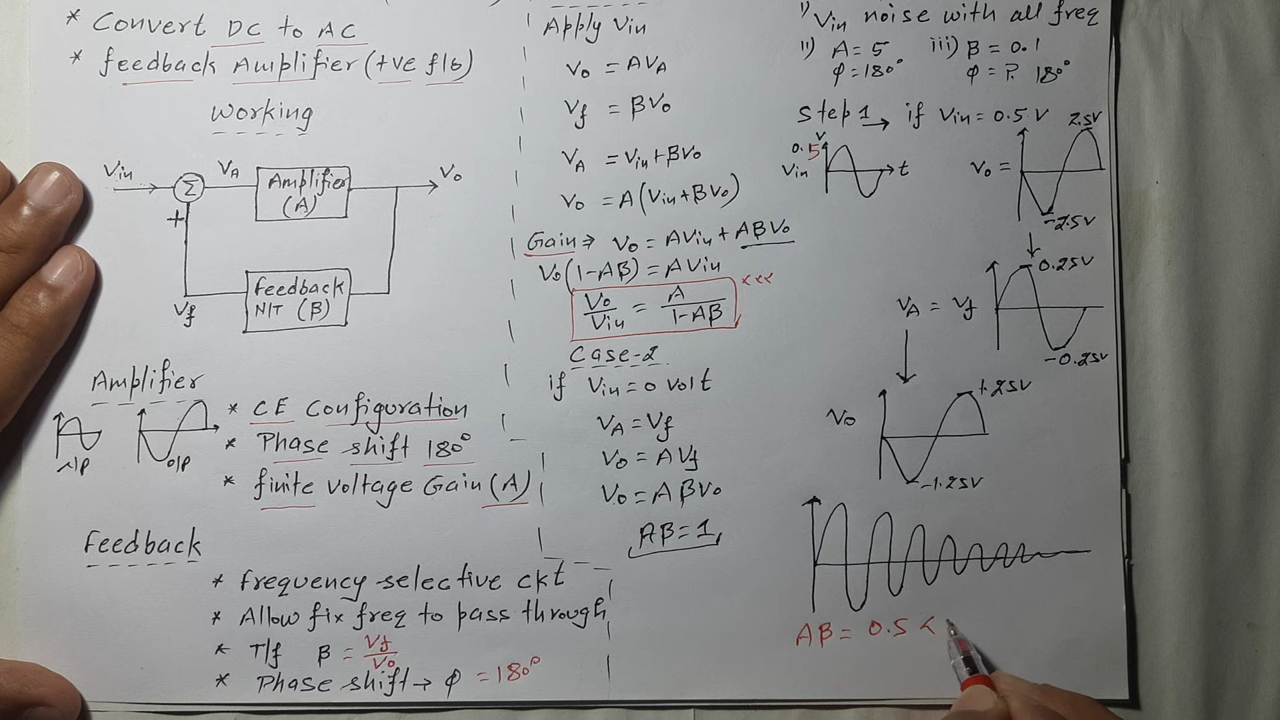 * Convert DC to AC
* feedback Amplifier (+ve f/b)
Working
Vin
VA
Σ
+
Amplifier
(A)
Vo
Vf
Feedback
N/T (β)
Amplifier
i/P
o/P
* CE Configuration
* Phase shift 180°
* finite voltage Gain (A)
Feedback
* frequency selective ckt
* Allow fix freq to pass through
* T/f β = Vf/Vo
* Phase shift → φ = 180°
Apply Vin
Vo = AVA
Vf = βVo
VA = Vin + βVo
Vo = A(Vin + βVo)
Gain ⇒ Vo = AVin + AβVo
Vo(1-Aβ) = AVin
Vo/Vin = A/1-Aβ
×××
Case-2
if Vin = 0 volt
VA = Vf
Vo = AVf
Vo = AβVo
Aβ = 1
i) Vin noise with all freq
ii) A = 5 iii) β = 0.1
φ = 180° φ = ?. 180°
Step 1 → if Vin = 0.5 V
V
0.5
Vin
t
Vo =
2.5V
-2.5V
VA = Vf
0.25V
-0.25V
Vo
1.25V
-1.25V
Aβ = 0.5 <